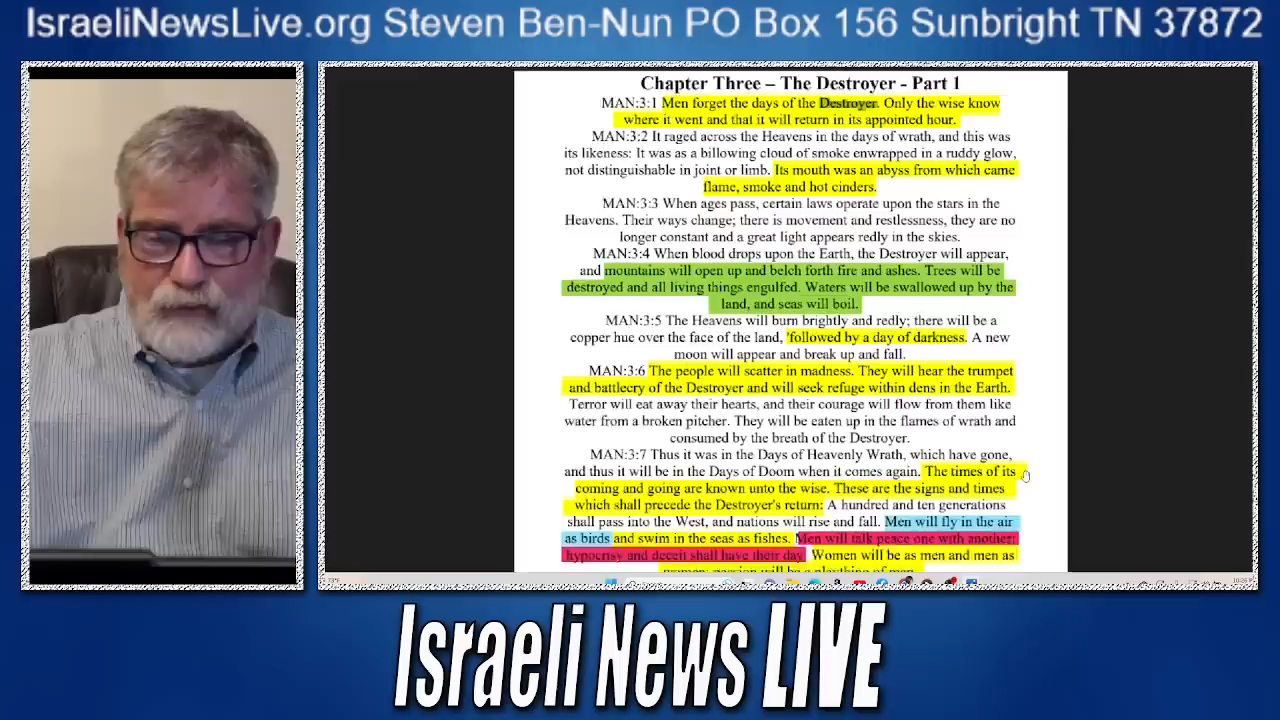 IsraeliNewsLive.org Steven Ben-Nun PO Box 156 Sunbright TN 37872
Chapter Three – The Destroyer - Part 1
MAN:3:1 Men forget the days of the Destroyer. Only the wise know
where it went and that it will return in its appointed hour.
MAN:3:2 It raged across the Heavens in the days of wrath, and this was
its likeness: It was as a billowing cloud of smoke enwrapped in a ruddy glow,
not distinguishable in joint or limb. Its mouth was an abyss from which came
flame, smoke and hot cinders.
MAN:3:3 When ages pass, certain laws operate upon the stars in the
Heavens. Their ways change; there is movement and restlessness, they are no
longer constant and a great light appears redly in the skies.
MAN:3:4 When blood drops upon the Earth, the Destroyer will appear,
and mountains will open up and belch forth fire and ashes. Trees will be
destroyed and all living things engulfed. Waters will be swallowed up by the
land, and seas will boil.
MAN:3:5 The Heavens will burn brightly and redly; there will be a
copper hue over the face of the land, 'followed by a day of darkness. A new
moon will appear and break up and fall.
MAN:3:6 The people will scatter in madness. They will hear the trumpet
and battlecry of the Destroyer and will seek refuge within dens in the Earth.
Terror will eat away their hearts, and their courage will flow from them like
water from a broken pitcher. They will be eaten up in the flames of wrath and
consumed by the breath of the Destroyer.
MAN:3:7 Thus it was in the Days of Heavenly Wrath, which have gone,
and thus it will be in the Days of Doom when it comes again. The times of its
coming and going are known unto the wise. These are the signs and times
which shall precede the Destroyer's return: A hundred and ten generations
shall pass into the West, and nations will rise and fall. Men will fly in the air
as birds and swim in the seas as fishes. Men will talk peace one with another;
hypocrisy and deceit shall have their day. Women will be as men and men as
women; passion will be a plaything of man.
Israeli News LIVE